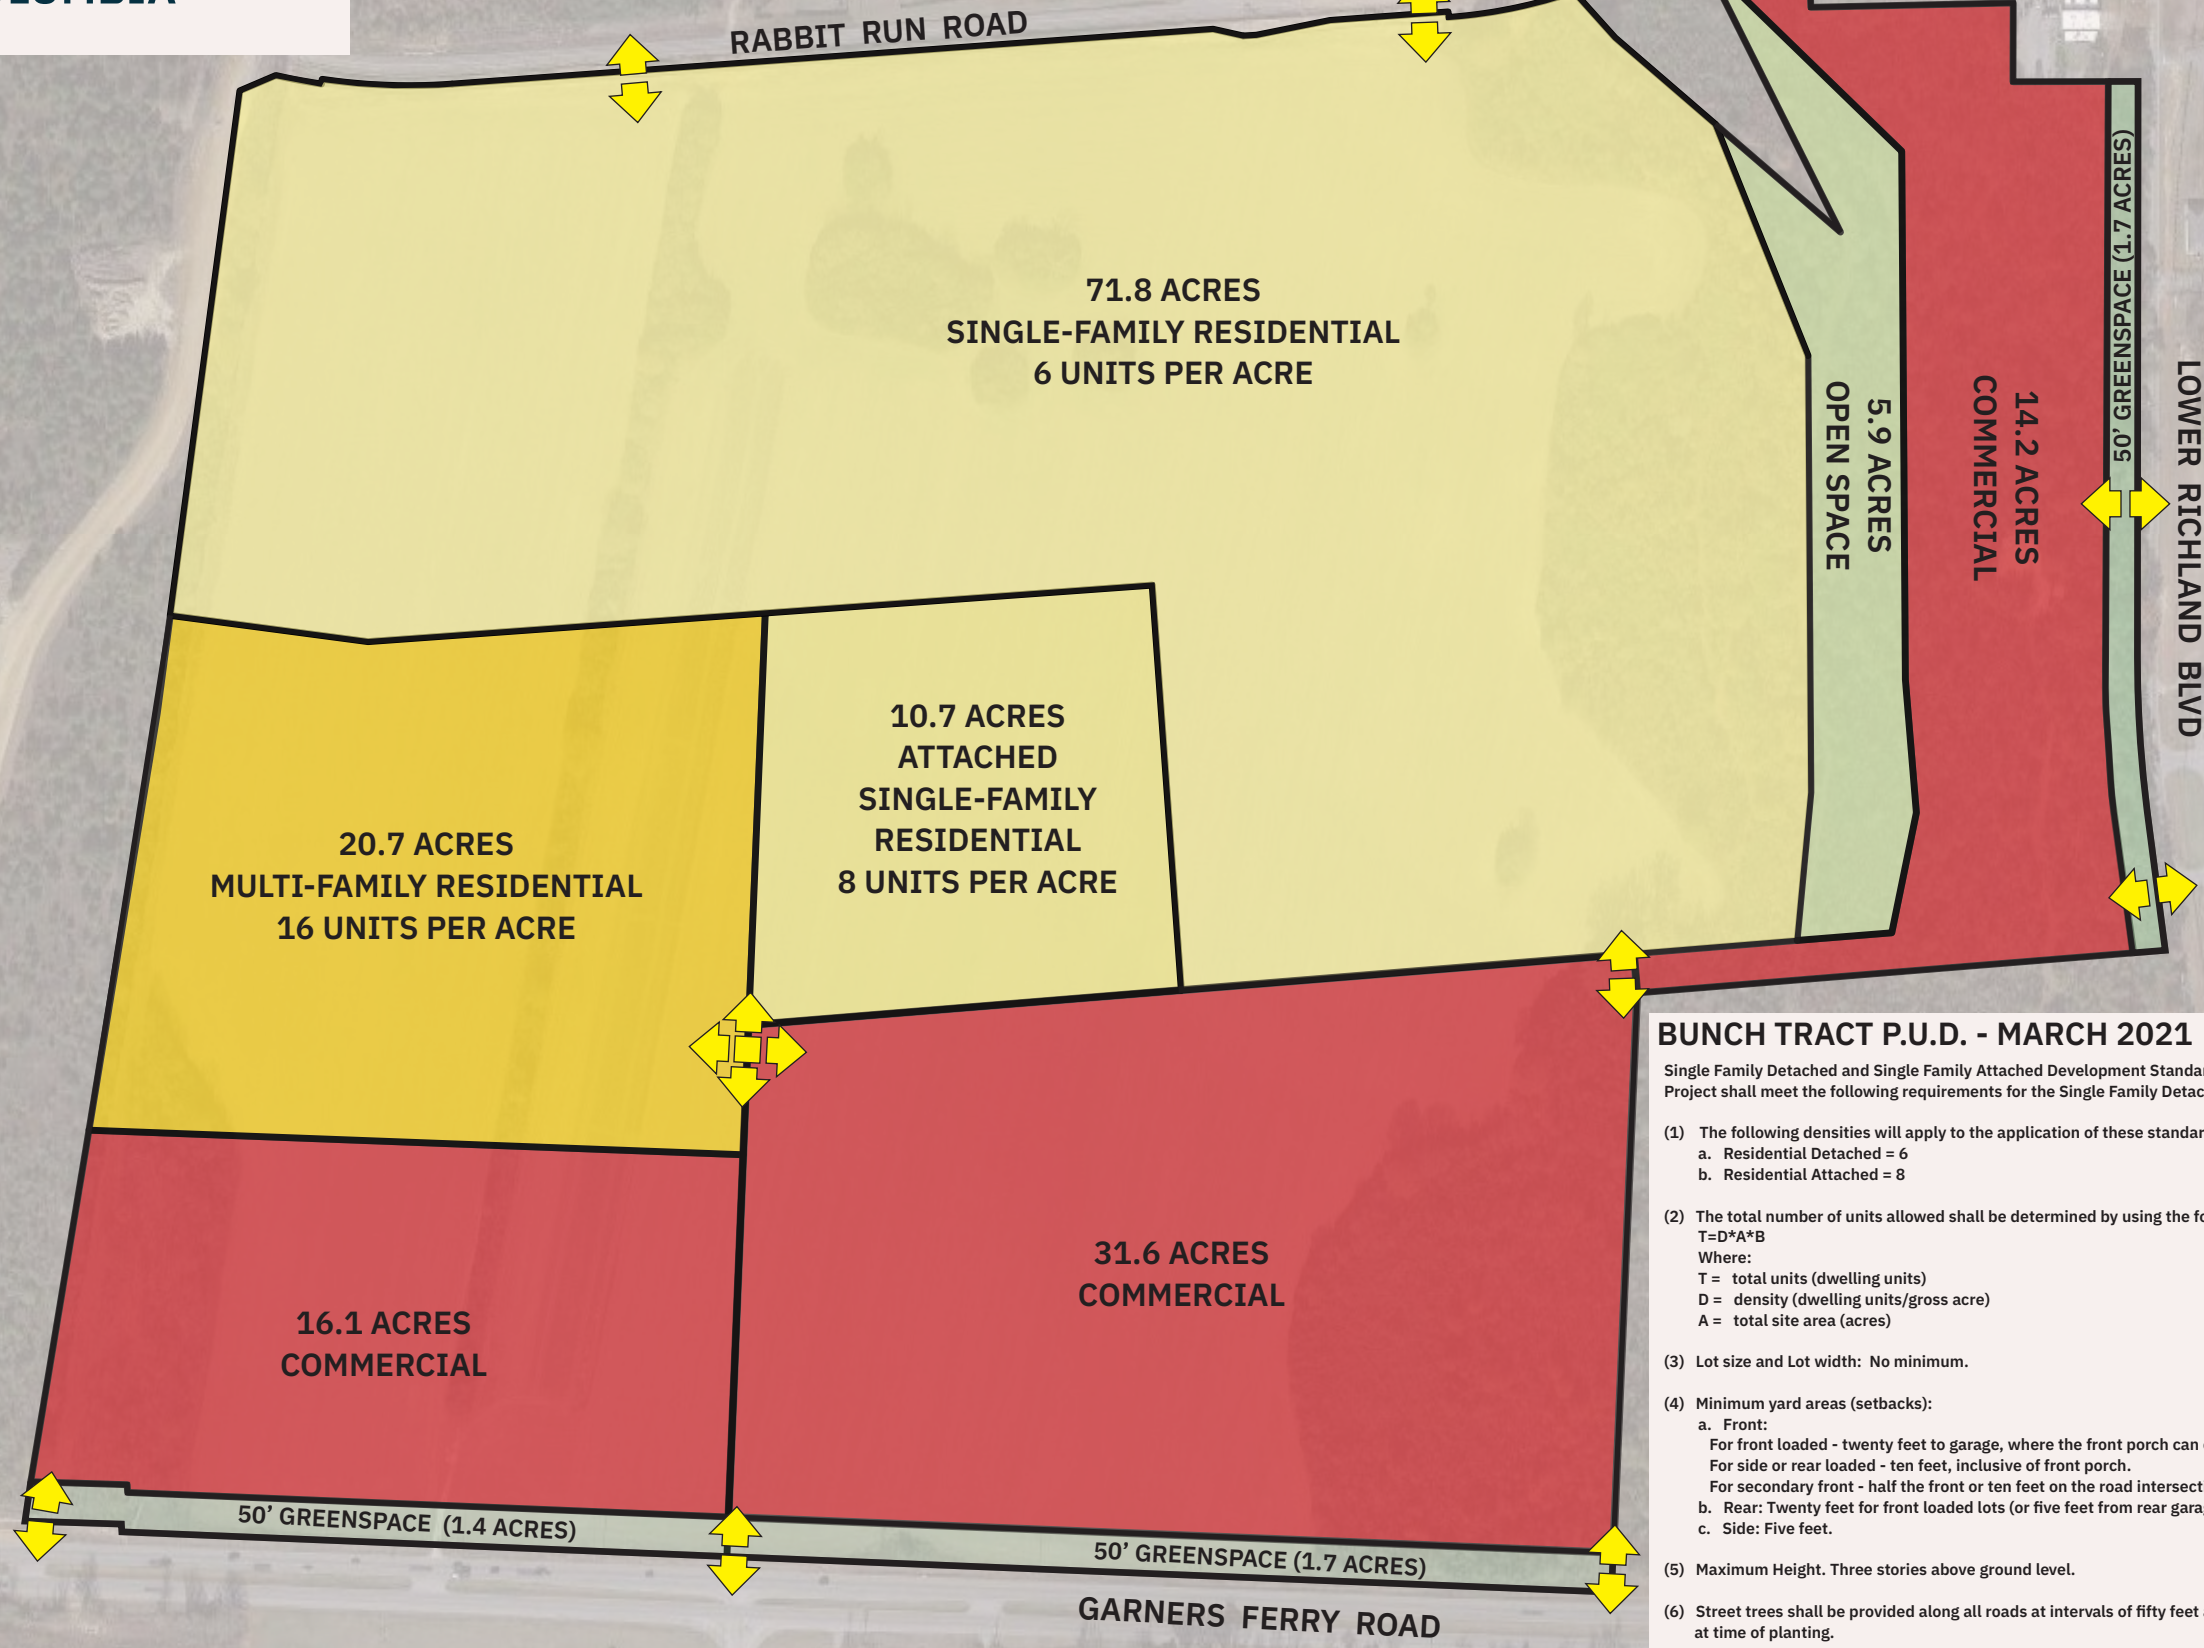 RABBIT RUN ROAD
71.8 ACRES
SINGLE-FAMILY RESIDENTIAL
6 UNITS PER ACRE
5.9 ACRES
OPEN SPACE
14.2 ACRES
COMMERCIAL
50’ GREENSPACE (1.7 ACRES)
LOWER RICHLAND BLVD
20.7 ACRES
MULTI-FAMILY RESIDENTIAL
16 UNITS PER ACRE
10.7 ACRES
ATTACHED
SINGLE-FAMILY
RESIDENTIAL
8 UNITS PER ACRE
16.1 ACRES
COMMERCIAL
31.6 ACRES
COMMERCIAL
50’ GREENSPACE (1.4 ACRES)
50’ GREENSPACE (1.7 ACRES)
GARNERS FERRY ROAD
BUNCH TRACT P.U.D. - MARCH 2021
Single Family Detached and Single Family Attached Development
Project shall meet the following requirements for the Single Family
(1) The following densities will apply to the application of these
a. Residential Detached = 6
b. Residential Attached = 8
(2) The total number of units allowed shall be determined by using the
T=D*A*B
Where:
T = total units (dwelling units)
D = density (dwelling units/gross acre)
A = total site area (acres)
(3) Lot size and Lot width: No minimum.
(4) Minimum yard areas (setbacks):
a. Front:
For front loaded - twenty feet to garage, where the front porch can
For side or rear loaded - ten feet, inclusive of front porch.
For secondary front - half the front or ten feet on the road
b. Rear: Twenty feet for front loaded lots (or five feet from rear
c. Side: Five feet.
(5) Maximum Height. Three stories above ground level.
(6) Street trees shall be provided along all roads at intervals of fifty feet
at time of planting.